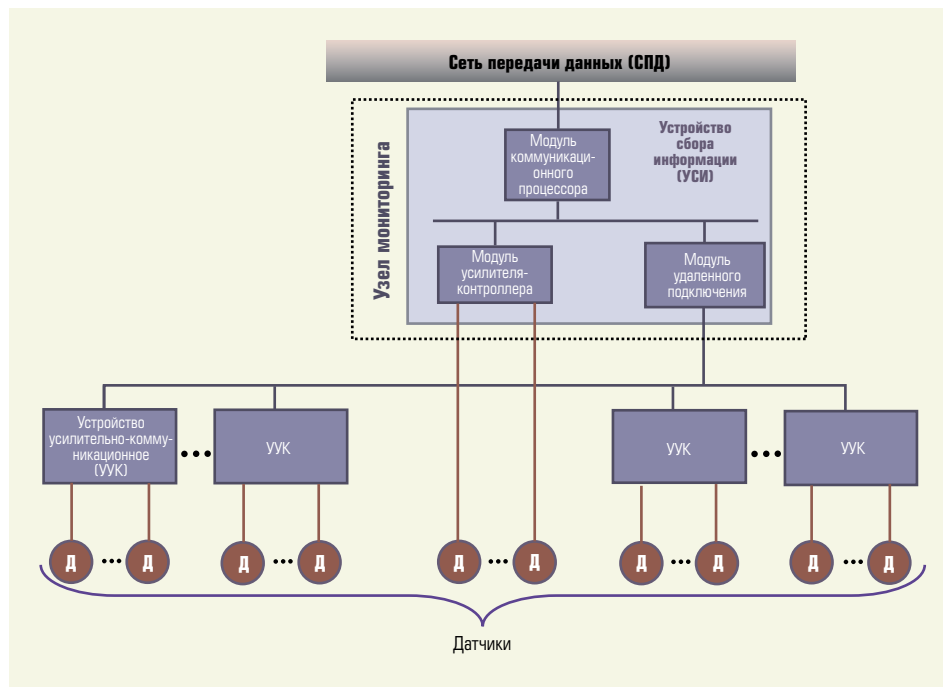 Сеть передачи данных (СПД)
Узел мониторинга
Устройство
сбора
информации
(УСИ)
Модуль
коммуникаци-
онного
процессора
Модуль
усилителя-
контроллера
Модуль
удаленного
подключения
Устройство
усилительно-комму-
никационное
(УУК)
•••
УУК
УУК
•••
УУК
Д ••• Д
Д ••• Д
Д ••• Д
Д ••• Д
Д ••• Д
Датчики